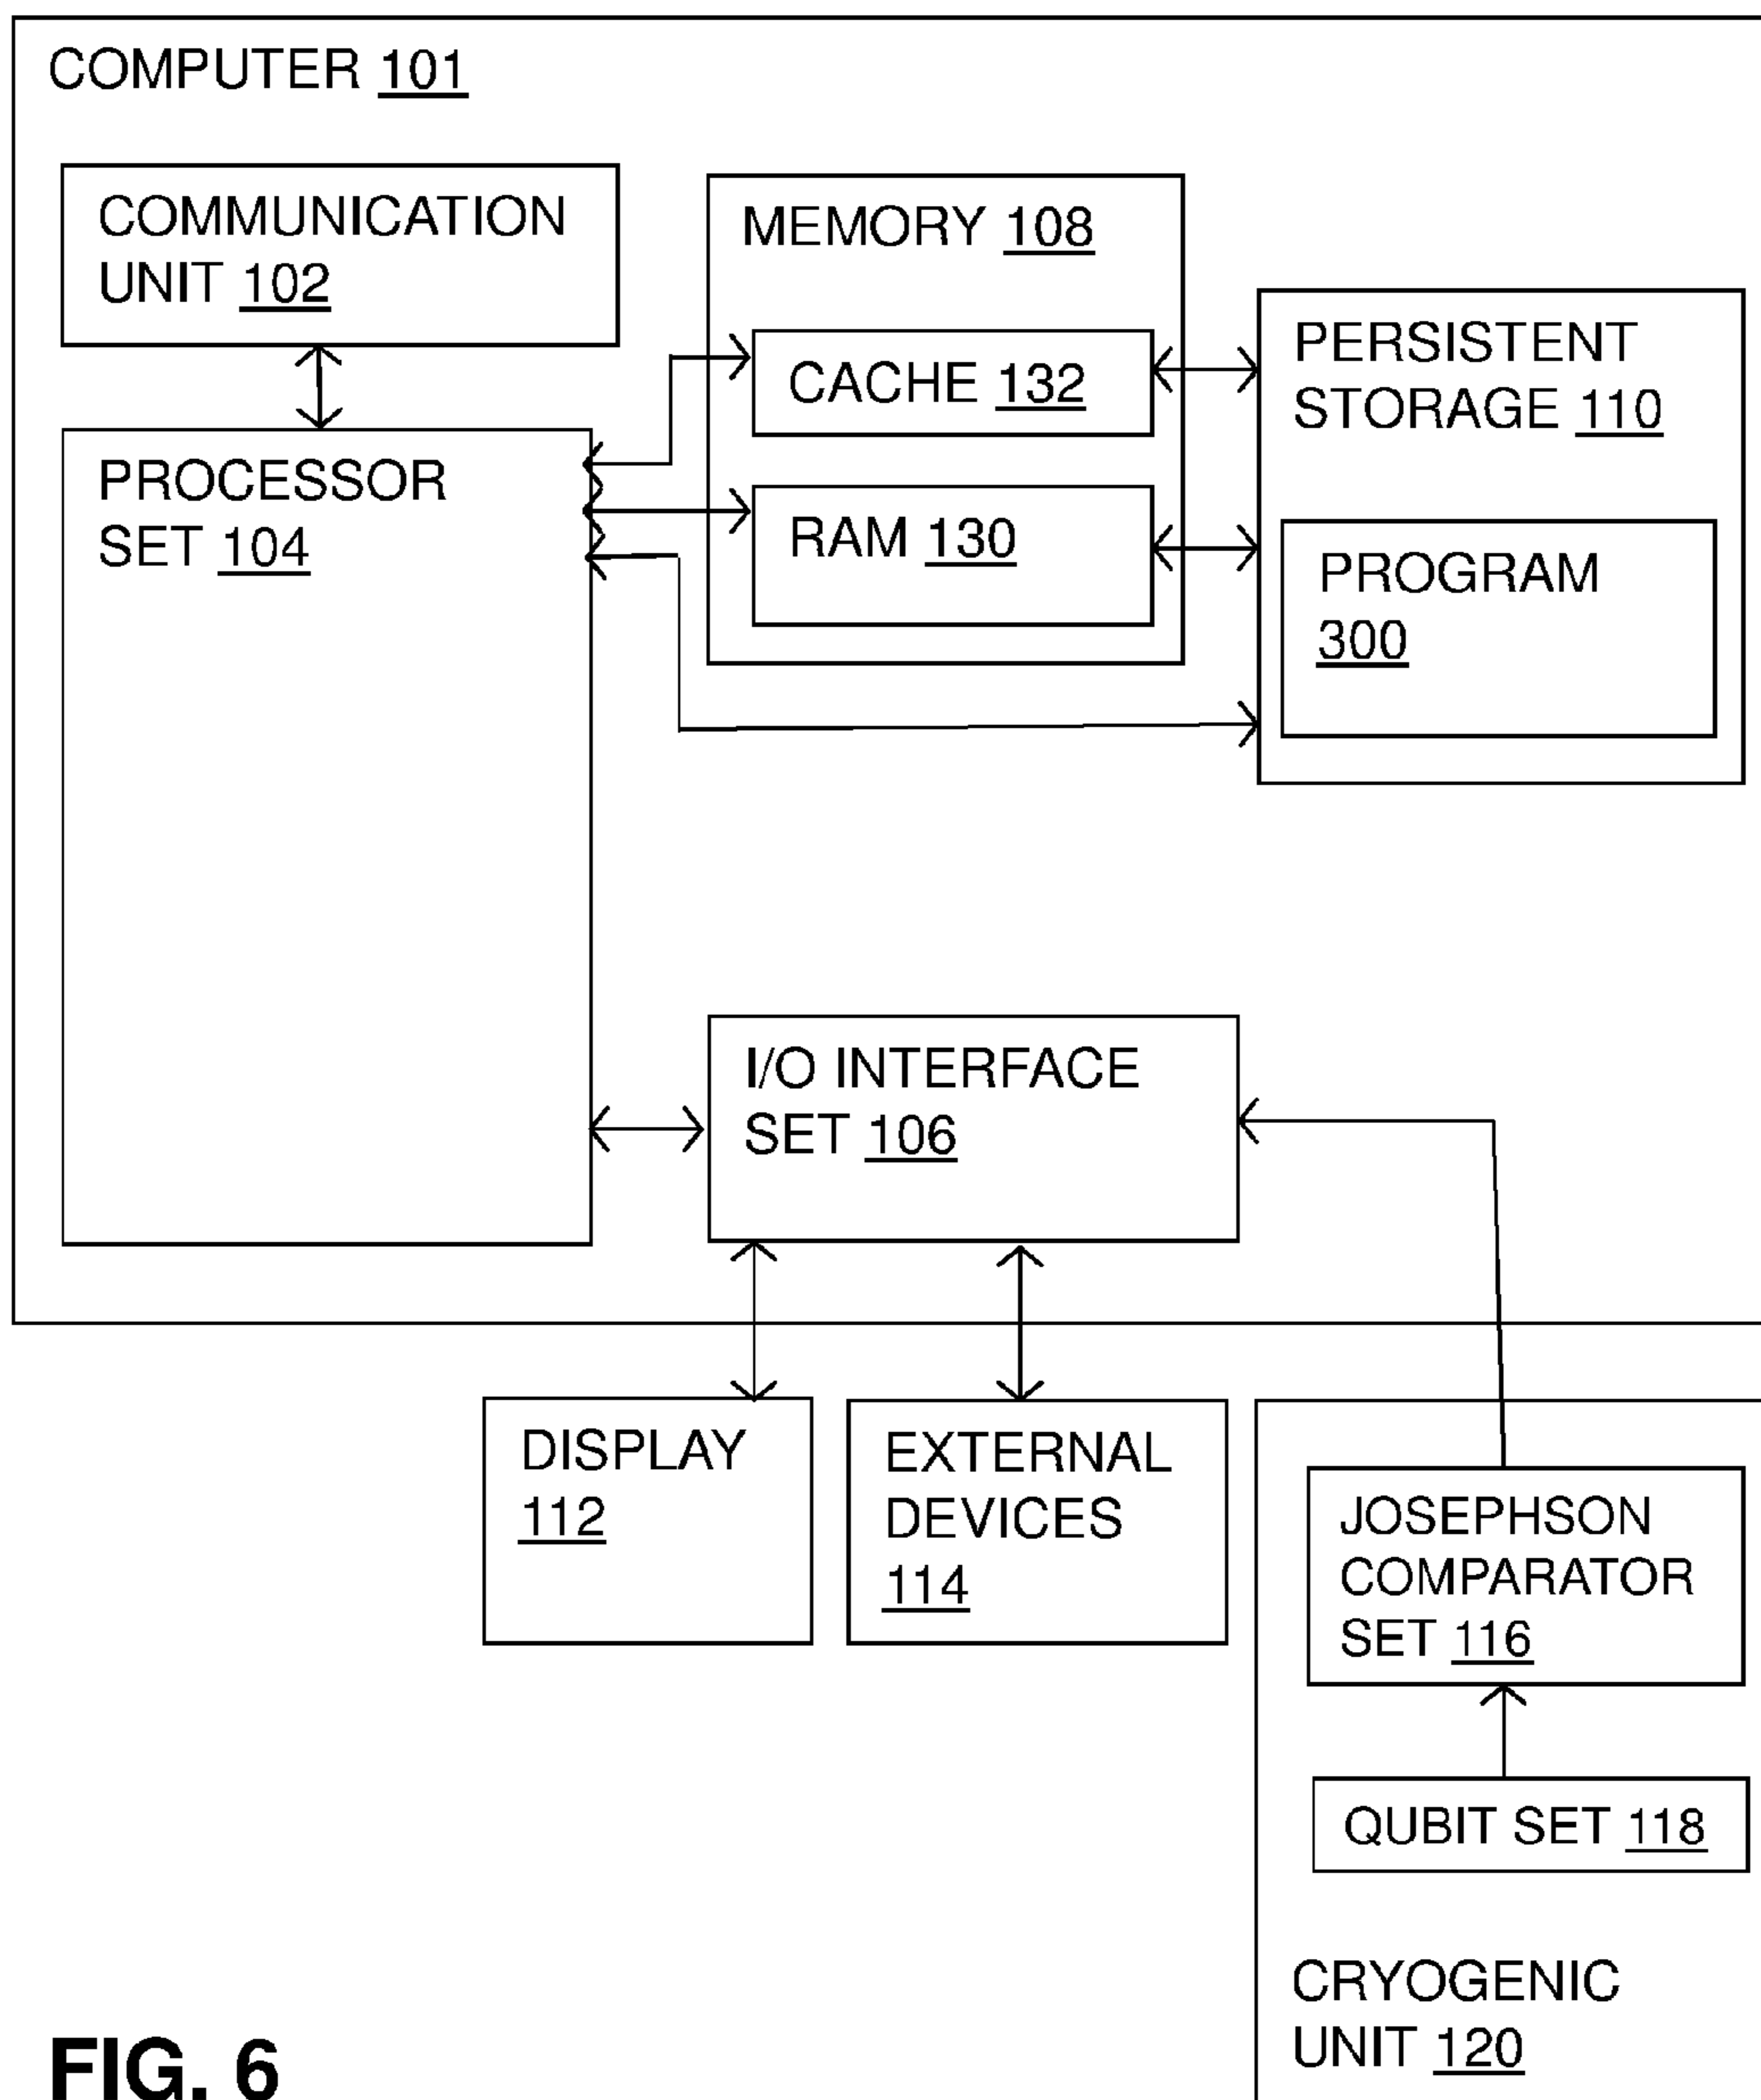 COMPUTER 101
COMMUNICATION
UNIT 102
MEMORY 108
CACHE 132
RAM 130
PERSISTENT
STORAGE 110
PROGRAM
300
PROCESSOR
SET 104
I/O INTERFACE
SET 106
DISPLAY
112
EXTERNAL
DEVICES
114
JOSEPHSON
COMPARATOR
SET 116
QUBIT SET 118
CRYOGENIC
UNIT 120
FIG. 6